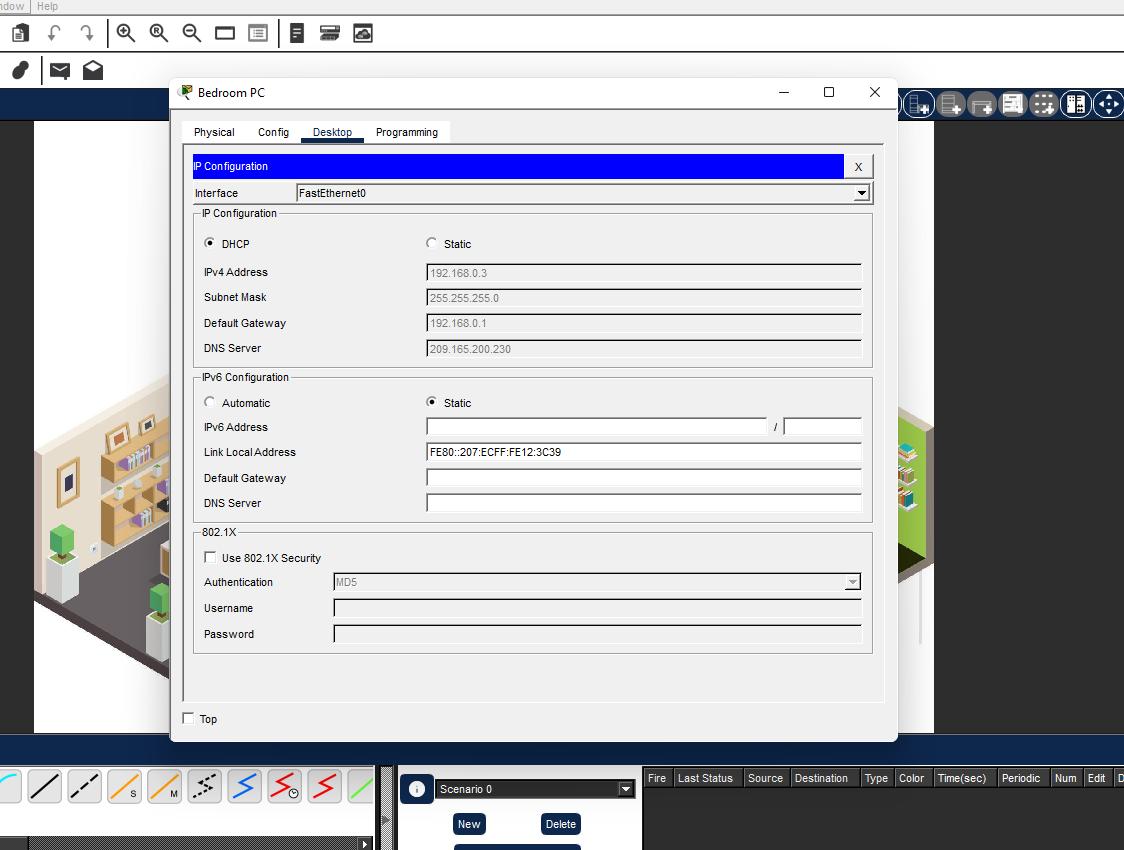 ndow Help
Bedroom PC
Physical Config Desktop Programming
IP Configuration X
Interface FastEthernet0
IP Configuration
DHCP Static
IPv4 Address 192.168.0.3
Subnet Mask 255.255.255.0
Default Gateway 192.168.0.1
DNS Server 209.165.200.230
IPv6 Configuration
Automatic Static
IPv6 Address /
Link Local Address FE80::207:ECFF:FE12:3C39
Default Gateway
DNS Server
802.1X
Use 802.1X Security
Authentication MD5
Username
Password
Top
S M
Scenario 0
New Delete
Fire Last Status Source Destination Type Color Time(sec) Periodic Num Edit D